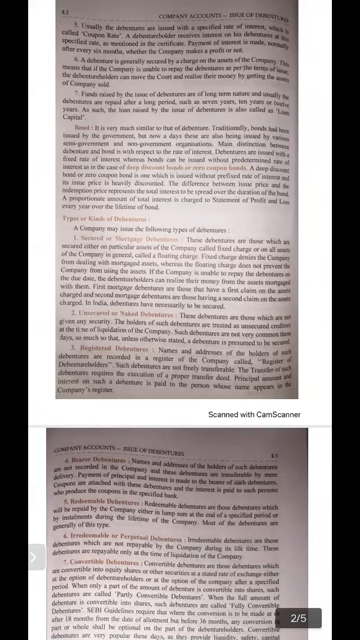 8.2
COMPANY ACCOUNTS — ISSUE OF DEBENTURES
5. Usually the debentures are issued with a specified rate of interest, which is
called 'Coupon Rate'. A debentureholder receives interest on his debentures at this
specified rate, as mentioned in the certificate. Payment of interest is made, normally
after every six months, whether the Company makes a profit or not.
6. A debenture is generally secured by a charge on the assets of the Company. This
means that if the Company is unable to repay the debentures as per the terms of issue,
the debentureholders can move the Court and realise their money by getting the assets
of Company sold.
7. Funds raised by the issue of debentures are of long term nature and usually the
debentures are repaid after a long period, such as seven years, ten years or twelve
years. As such, the loan raised by the issue of debentures is also called as 'Loan
Capital'.
Bond : It is very much similar to that of debenture. Traditionally, bonds had been
issued by the government, but now a days these are also being issued by various
semi-government and non-government organisations. Main distinction between
debenture and bond is with respect to the rate of interest. Debentures are issued with a
fixed rate of interest whereas bonds can be issued without predetermined rate of
interest as in the case of deep discount bonds or zero coupon bonds. A deep discount
bond or zero coupon bond is one which is issued without prefixed rate of interest and
its issue price is heavily discounted. The difference between issue price and the
redemption price represents the total interest to be spread over the duration of the bond.
A proportionate amount of total interest is charged to Statement of Profit and Loss
every year over the lifetime of bond.
Types or Kinds of Debentures :
A Company may issue the following types of debentures :
1. Secured or Mortgage Debentures : These debentures are those which are
secured either on particular assets of the Company called fixed charge or on all assets
of the Company in general, called a floating charge. Fixed charge denies the Company
from dealing with mortgaged assets, whereas the floating charge does not prevent the
Company from using the assets. If the Company is unable to repay the debentures on
the due date, the debentureholders can realise their money from the assets mortgaged
with them. First mortgage debentures are those that have a first claim on the assets
charged and second mortgage debentures are those having a second claim on the assets
charged. In India, debentures have necessarily to be secured.
2. Unsecured or Naked Debentures : These debentures are those which are not
given any security. The holders of such debentures are treated as unsecured creditors
at the time of liquidation of the Company. Such debentures are not very common these
days, so much so that, unless otherwise stated, a debenture is presumed to be secured.
3. Registered Debentures : Names and addresses of the holders of such
debentures are recorded in a register of the Company called, "Register of
Debentureholders". Such debentures are not freely transferable. The Transfer of such
debentures requires the execution of a proper transfer deed. Principal amount and
interest on such a debenture is paid to the person whose name appears in the
Company's register.
Scanned with CamScanner
COMPANY ACCOUNTS — ISSUE OF DEBENTURES
8.3
4. Bearer Debentures : Names and addresses of the holders of such debentures
are not recorded in the Company and these debentures are transferable by mere
delivery. Payment of principal and interest is made to the bearer of such debentures.
Coupons are attached with these debentures and the interest is paid to such persons
who produce the coupons in the specified bank.
5. Redeemable Debentures : Redeemable debentures are those debentures which
will be repaid by the Company either in lump sum at the end of a specified period or
by instalments during the lifetime of the Company. Most of the debentures are
generally of this type.
6. Irredeemable or Perpetual Debentures : Irredeemable debentures are those
debentures which are not repayable by the Company during its life time. These
debentures are repayable only at the time of liquidation of the Company.
7. Convertible Debentures : Convertible debentures are those debentures which
are convertible into equity shares or other securities at a stated rate of exchange either
at the option of debentureholders or at the option of the company after a specified
period. When only a part of the amount of debenture is convertible into shares, such
debentures are called 'Partly Convertible Debentures'. When the full amount of
debenture is convertible into shares, such debentures are called 'Fully Convertible
Debentures'. SEBI Guidelines require that where the conversion is to be made at or
after 18 months from the date of allotment but before 36 months, any conversion in
part or whole shall be optional on the part of the debentureholders. Convertible
debentures are very popular these days, as they provide liquidity, safety, capital
2/5